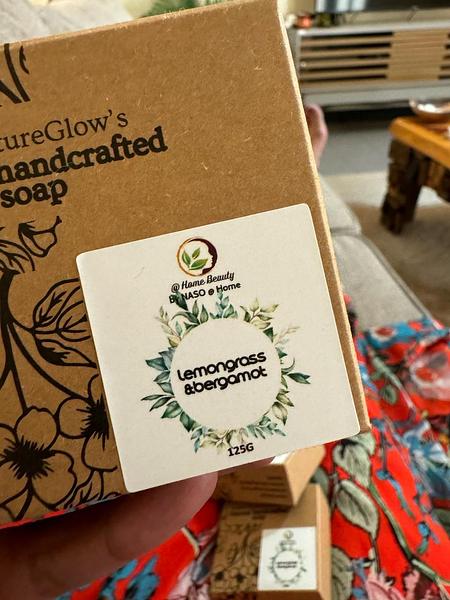 tureGlow's
handcrafted
soap
@ Home Beauty
By NASO @ Home
Lemongrass
&bergamot
125G